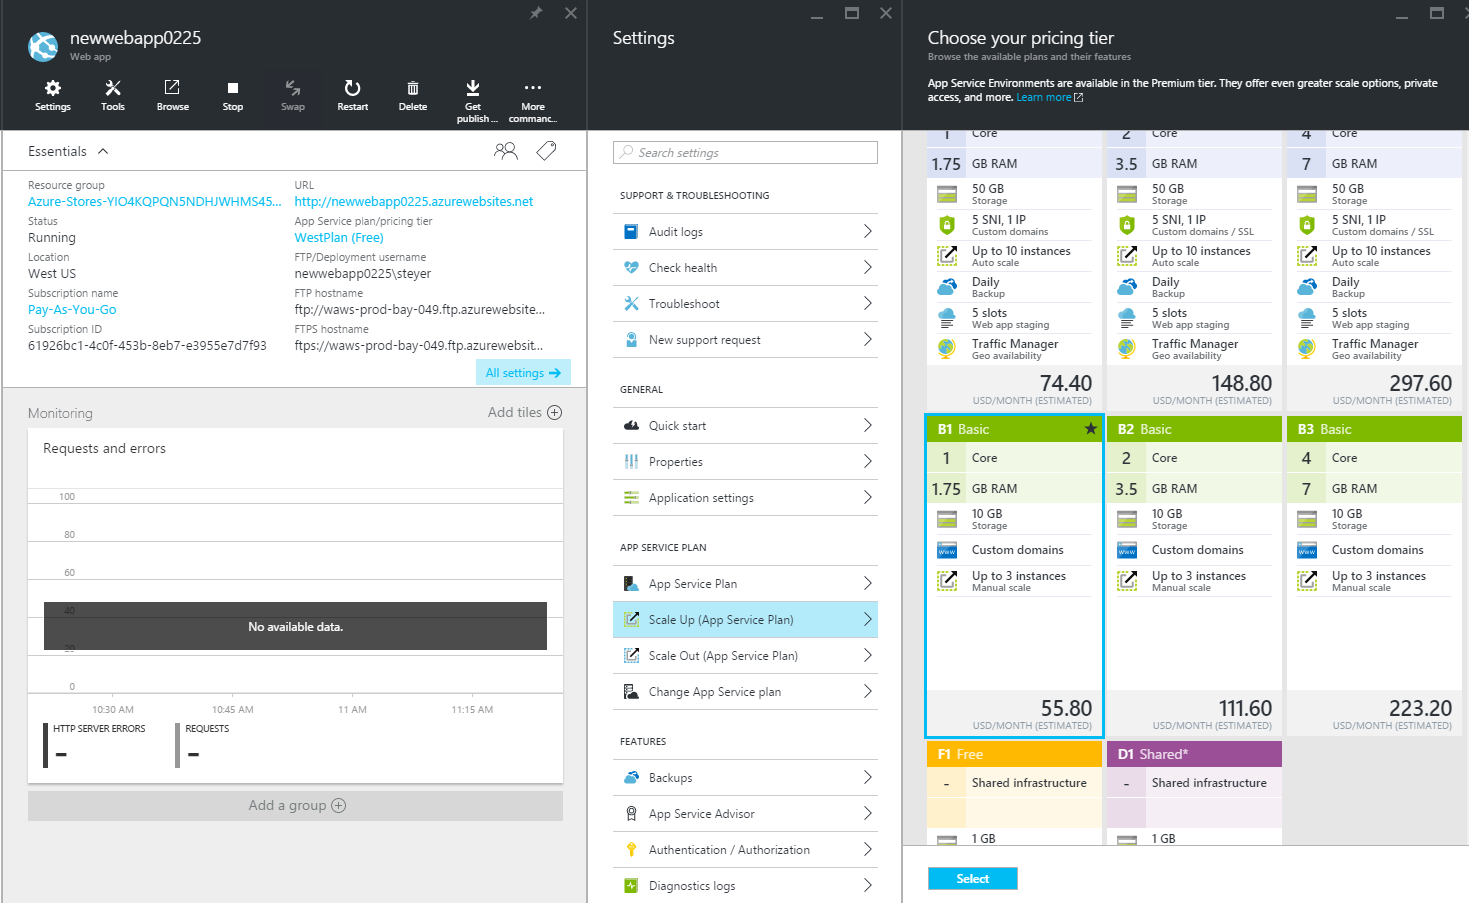 newwebapp0225
Web app
Settings
Tools
Browse
Stop
Swap
Restart
Delete
Get publish ...
More commanc...
Essentials
Resource group
Azure-Stores-YIO4KQPQN5NDHJWHMS45...
Status
Running
Location
West US
Subscription name
Pay-As-You-Go
Subscription ID
61926bc1-4c0f-453b-8eb7-e3955e7d7f93
URL
http://newwebapp0225.azurewebsites.net
App Service plan/pricing tier
WestPlan (Free)
FTP/Deployment username
newwebapp0225\steyer
FTP hostname
ftp://waws-prod-bay-049.ftp.azurewebsite...
FTPS hostname
ftps://waws-prod-bay-049.ftp.azurewebsit...
All settings
Monitoring
Add tiles
Requests and errors
100
80
60
40
No available data.
20
0
10:30 AM
10:45 AM
11 AM
11:15 AM
HTTP SERVER ERRORS
--
REQUESTS
--
Add a group
Settings
Search settings
SUPPORT & TROUBLESHOOTING
Audit logs
Check health
Troubleshoot
New support request
GENERAL
Quick start
Properties
Application settings
APP SERVICE PLAN
App Service Plan
Scale Up (App Service Plan)
Scale Out (App Service Plan)
Change App Service plan
FEATURES
Backups
App Service Advisor
Authentication / Authorization
Diagnostics logs
Choose your pricing tier
Browse the available plans and their features
App Service Environments are available in the Premium tier. They offer even greater scale options, private
access, and more. Learn more
1 Core
1.75 GB RAM
50 GB
Storage
5 SNI, 1 IP
Custom domains
Up to 10 instances
Auto scale
Daily
Backup
5 slots
Web app staging
Traffic Manager
Geo availability
74.40
USD/MONTH (ESTIMATED)
2 Core
3.5 GB RAM
50 GB
Storage
5 SNI, 1 IP
Custom domains / SSL
Up to 10 instances
Auto scale
Daily
Backup
5 slots
Web app staging
Traffic Manager
Geo availability
148.80
USD/MONTH (ESTIMATED)
4 Core
7 GB RAM
50 GB
Storage
5 SNI, 1 IP
Custom domains / SSL
Up to 10 instances
Auto scale
Daily
Backup
5 slots
Web app staging
Traffic Manager
Geo availability
297.60
USD/MONTH (ESTIMATED)
B1 Basic
1 Core
1.75 GB RAM
10 GB
Storage
www
Custom domains
Up to 3 instances
Manual scale
55.80
USD/MONTH (ESTIMATED)
B2 Basic
2 Core
3.5 GB RAM
10 GB
Storage
www
Custom domains
Up to 3 instances
Manual scale
111.60
USD/MONTH (ESTIMATED)
B3 Basic
4 Core
7 GB RAM
10 GB
Storage
www
Custom domains
Up to 3 instances
Manual scale
223.20
USD/MONTH (ESTIMATED)
F1 Free
- Shared infrastructure
1 GB
D1 Shared*
- Shared infrastructure
1 GB
Select